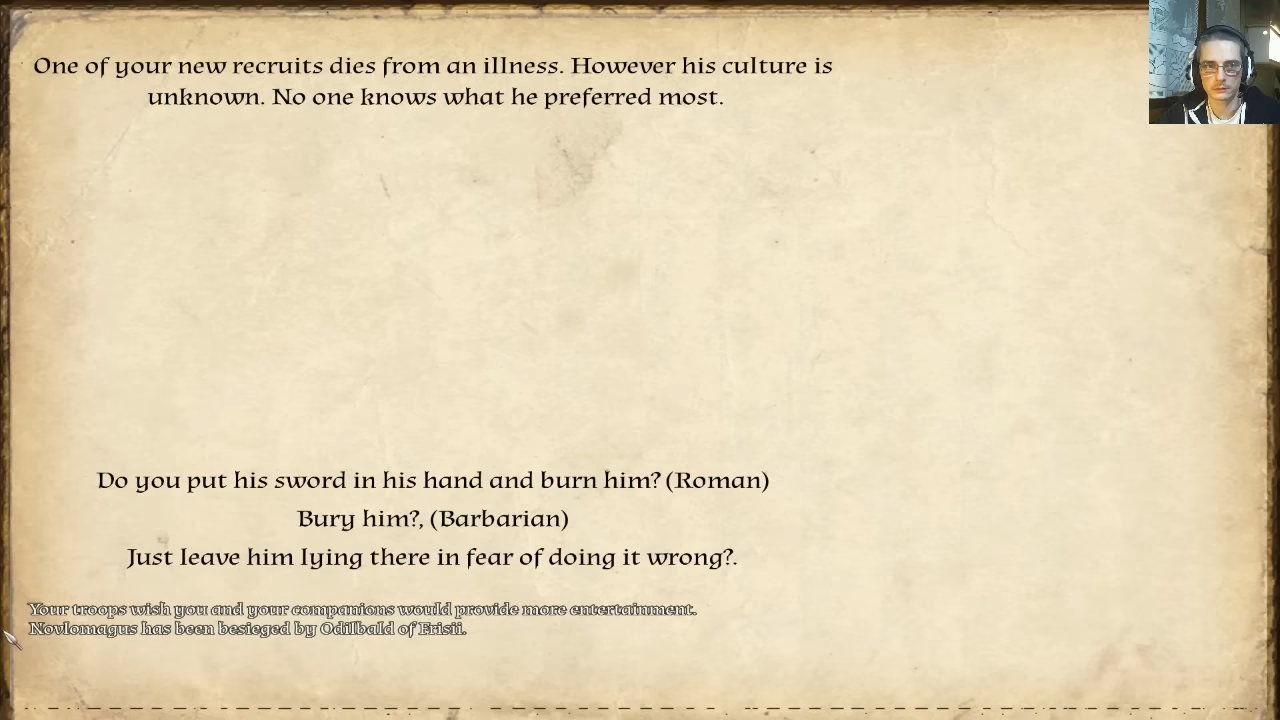 One of your new recruits dies from an illness. However his culture is
unknown. No one knows what he preferred most.
Do you put his sword in his hand and burn him? (Roman)
Bury him?, (Barbarian)
Just leave him lying there in fear of doing it wrong?.
Your troops wish you and your companions would provide more entertainment.
Noviomagus has been besieged by Odilbald of Frisii.